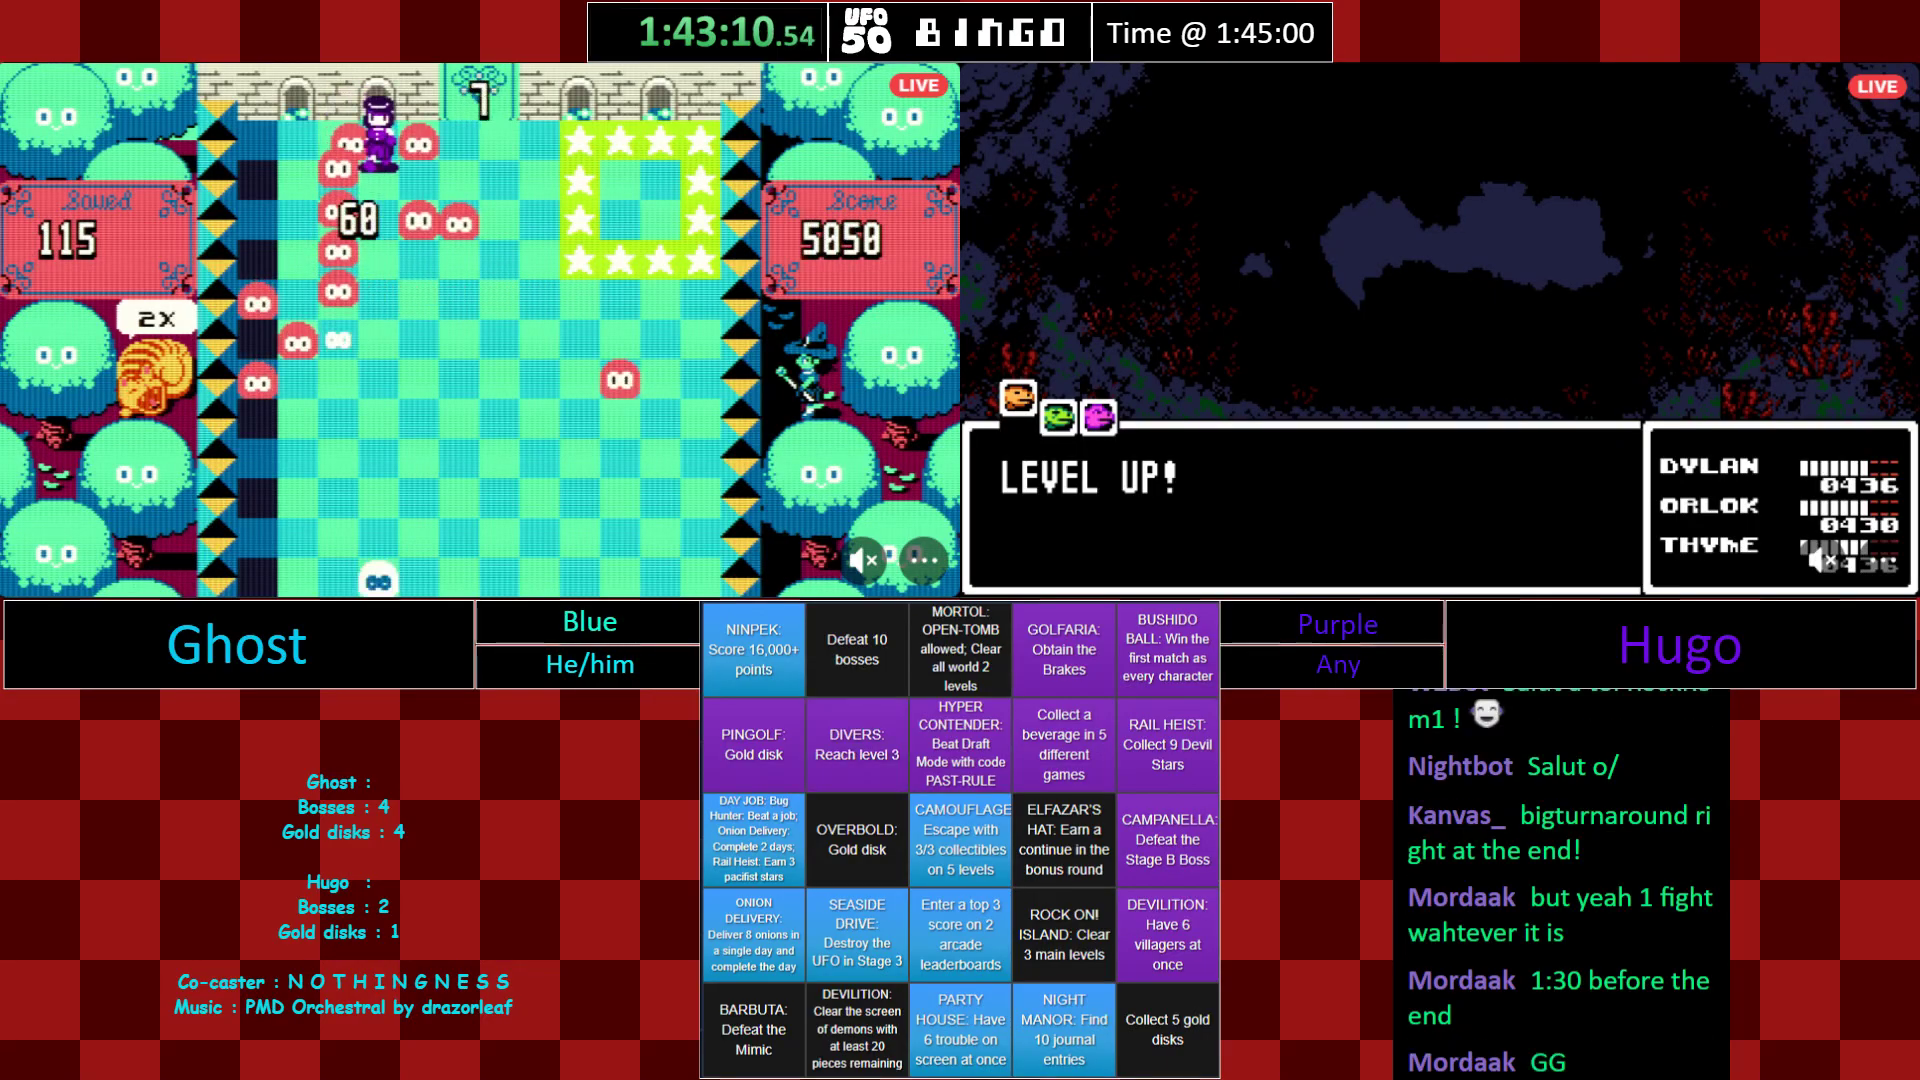 1:43:10.54
UFO 50
BINGO
Time @ 1:45:00
LIVE
7
Saved
115
60
Score
5050
2X
LIVE
LEVEL UP!
DYLAN
0436
ORLOK
0430
THYME
0436
Ghost
Blue
He/him
Purple
Any
Hugo
NINPEK:
Score 16,000+
points
Defeat 10
bosses
MORTOL:
OPEN-TOMB
allowed; Clear
all world 2
levels
GOLFARIA:
Obtain the
Brakes
BUSHIDO
BALL: Win the
first match as
every character
PINGOLF:
Gold disk
DIVERS:
Reach level 3
HYPER
CONTENDER:
Beat Draft
Mode with code
PAST-RULE
Collect a
beverage in 5
different
games
RAIL HEIST:
Collect 9 Devil
Stars
DAY JOB: Bug
Hunter: Beat a job;
Onion Delivery:
Complete 2 days;
Rail Heist: Earn 3
pacifist stars
OVERBOLD:
Gold disk
CAMOUFLAGE
Escape with
3/3 collectibles
on 5 levels
ELFAZAR'S
HAT: Earn a
continue in the
bonus round
CAMPANELLA:
Defeat the
Stage B Boss
ONION
DELIVERY:
Deliver 8 onions in
a single day and
complete the day
SEASIDE
DRIVE:
Destroy the
UFO in Stage 3
Enter a top 3
score on 2
arcade
leaderboards
ROCK ON!
ISLAND: Clear
3 main levels
DEVILITION:
Have 6
villagers at
once
BARBUTA:
Defeat the
Mimic
DEVILITION:
Clear the screen
of demons with
at least 20
pieces remaining
PARTY
HOUSE: Have
6 trouble on
screen at once
NIGHT
MANOR: Find
10 journal
entries
Collect 5 gold
disks
Ghost :
Bosses : 4
Gold disks : 4
Hugo :
Bosses : 2
Gold disks : 1
Co-caster : N O T H I N G N E S S
Music : PMD Orchestral by drazorleaf
m1 !
Nightbot Salut o/
Kanvas_ bigturnaround ri
ght at the end!
Mordaak but yeah 1 fight
wahtever it is
Mordaak 1:30 before the
end
Mordaak GG